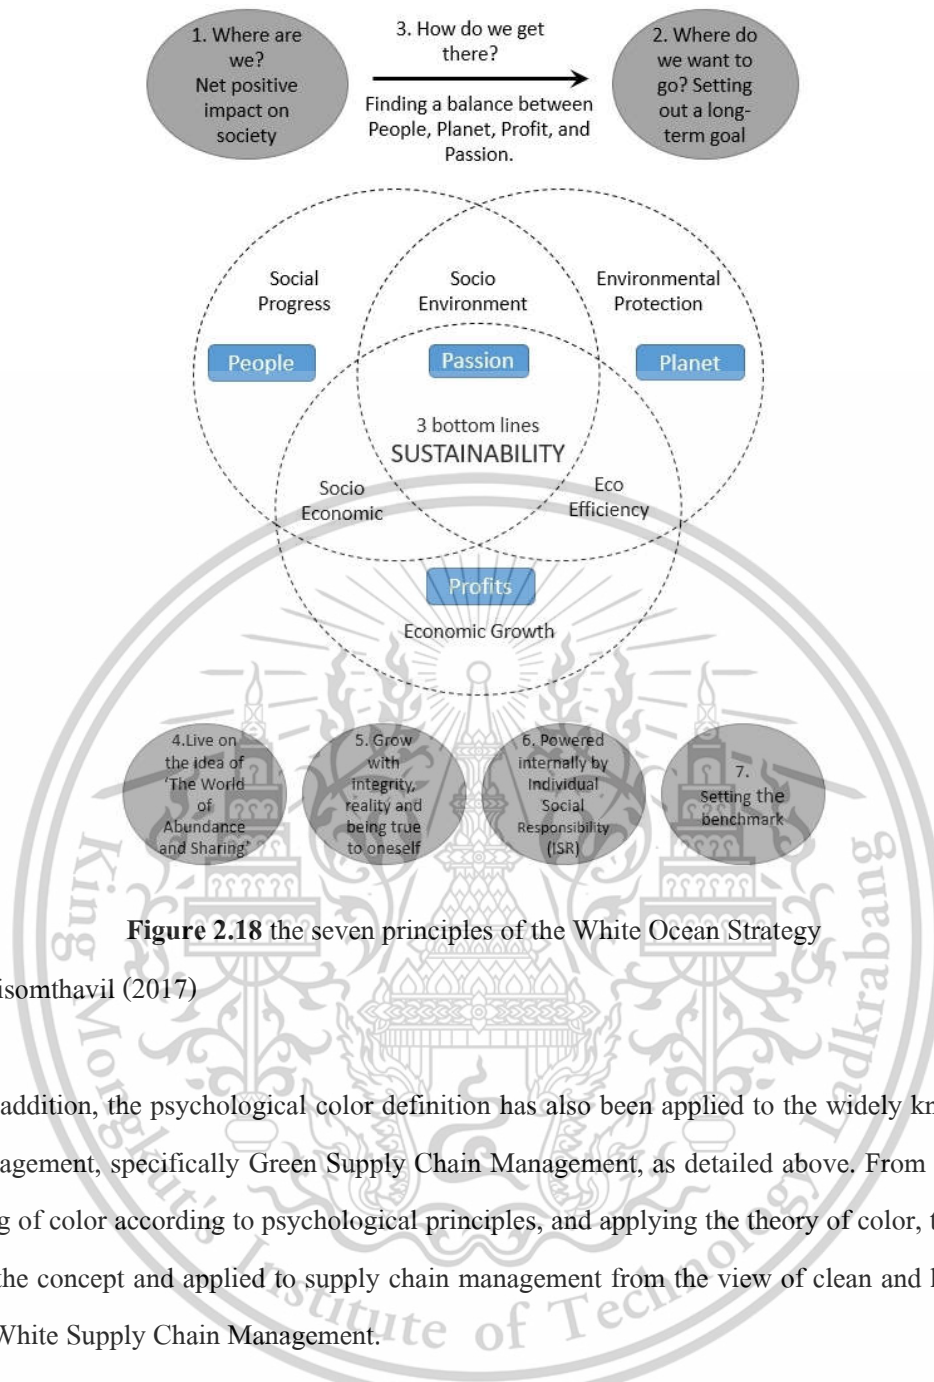 1. Where are
we?
Net positive
impact on
society
3. How do we get
there?
Finding a balance between
People, Planet, Profit, and
Passion.
2. Where do
we want to
go? Setting
out a long-
term goal
Social
Progress
Socio
Environment
Environmental
Protection
People
Passion
Planet
3 bottom lines
SUSTAINABILITY
Socio
Economic
Eco
Efficiency
Profits
Economic Growth
4.Live on
the idea of
'The World
of
Abundance
and Sharing'
5. Grow
with
integrity,
reality and
being true
to oneself
6. Powered
internally by
Individual
Social
Responsibility
(ISR)
7.
Setting the
benchmark
Figure 2.18 the seven principles of the White Ocean Strategy
isomthavil (2017)
addition, the psychological color definition has also been applied to the widely kn
agement, specifically Green Supply Chain Management, as detailed above. From
g of color according to psychological principles, and applying the theory of color, t
the concept and applied to supply chain management from the view of clean and
White Supply Chain Management.
King Mongkut's Institute of Technology Ladkrabang